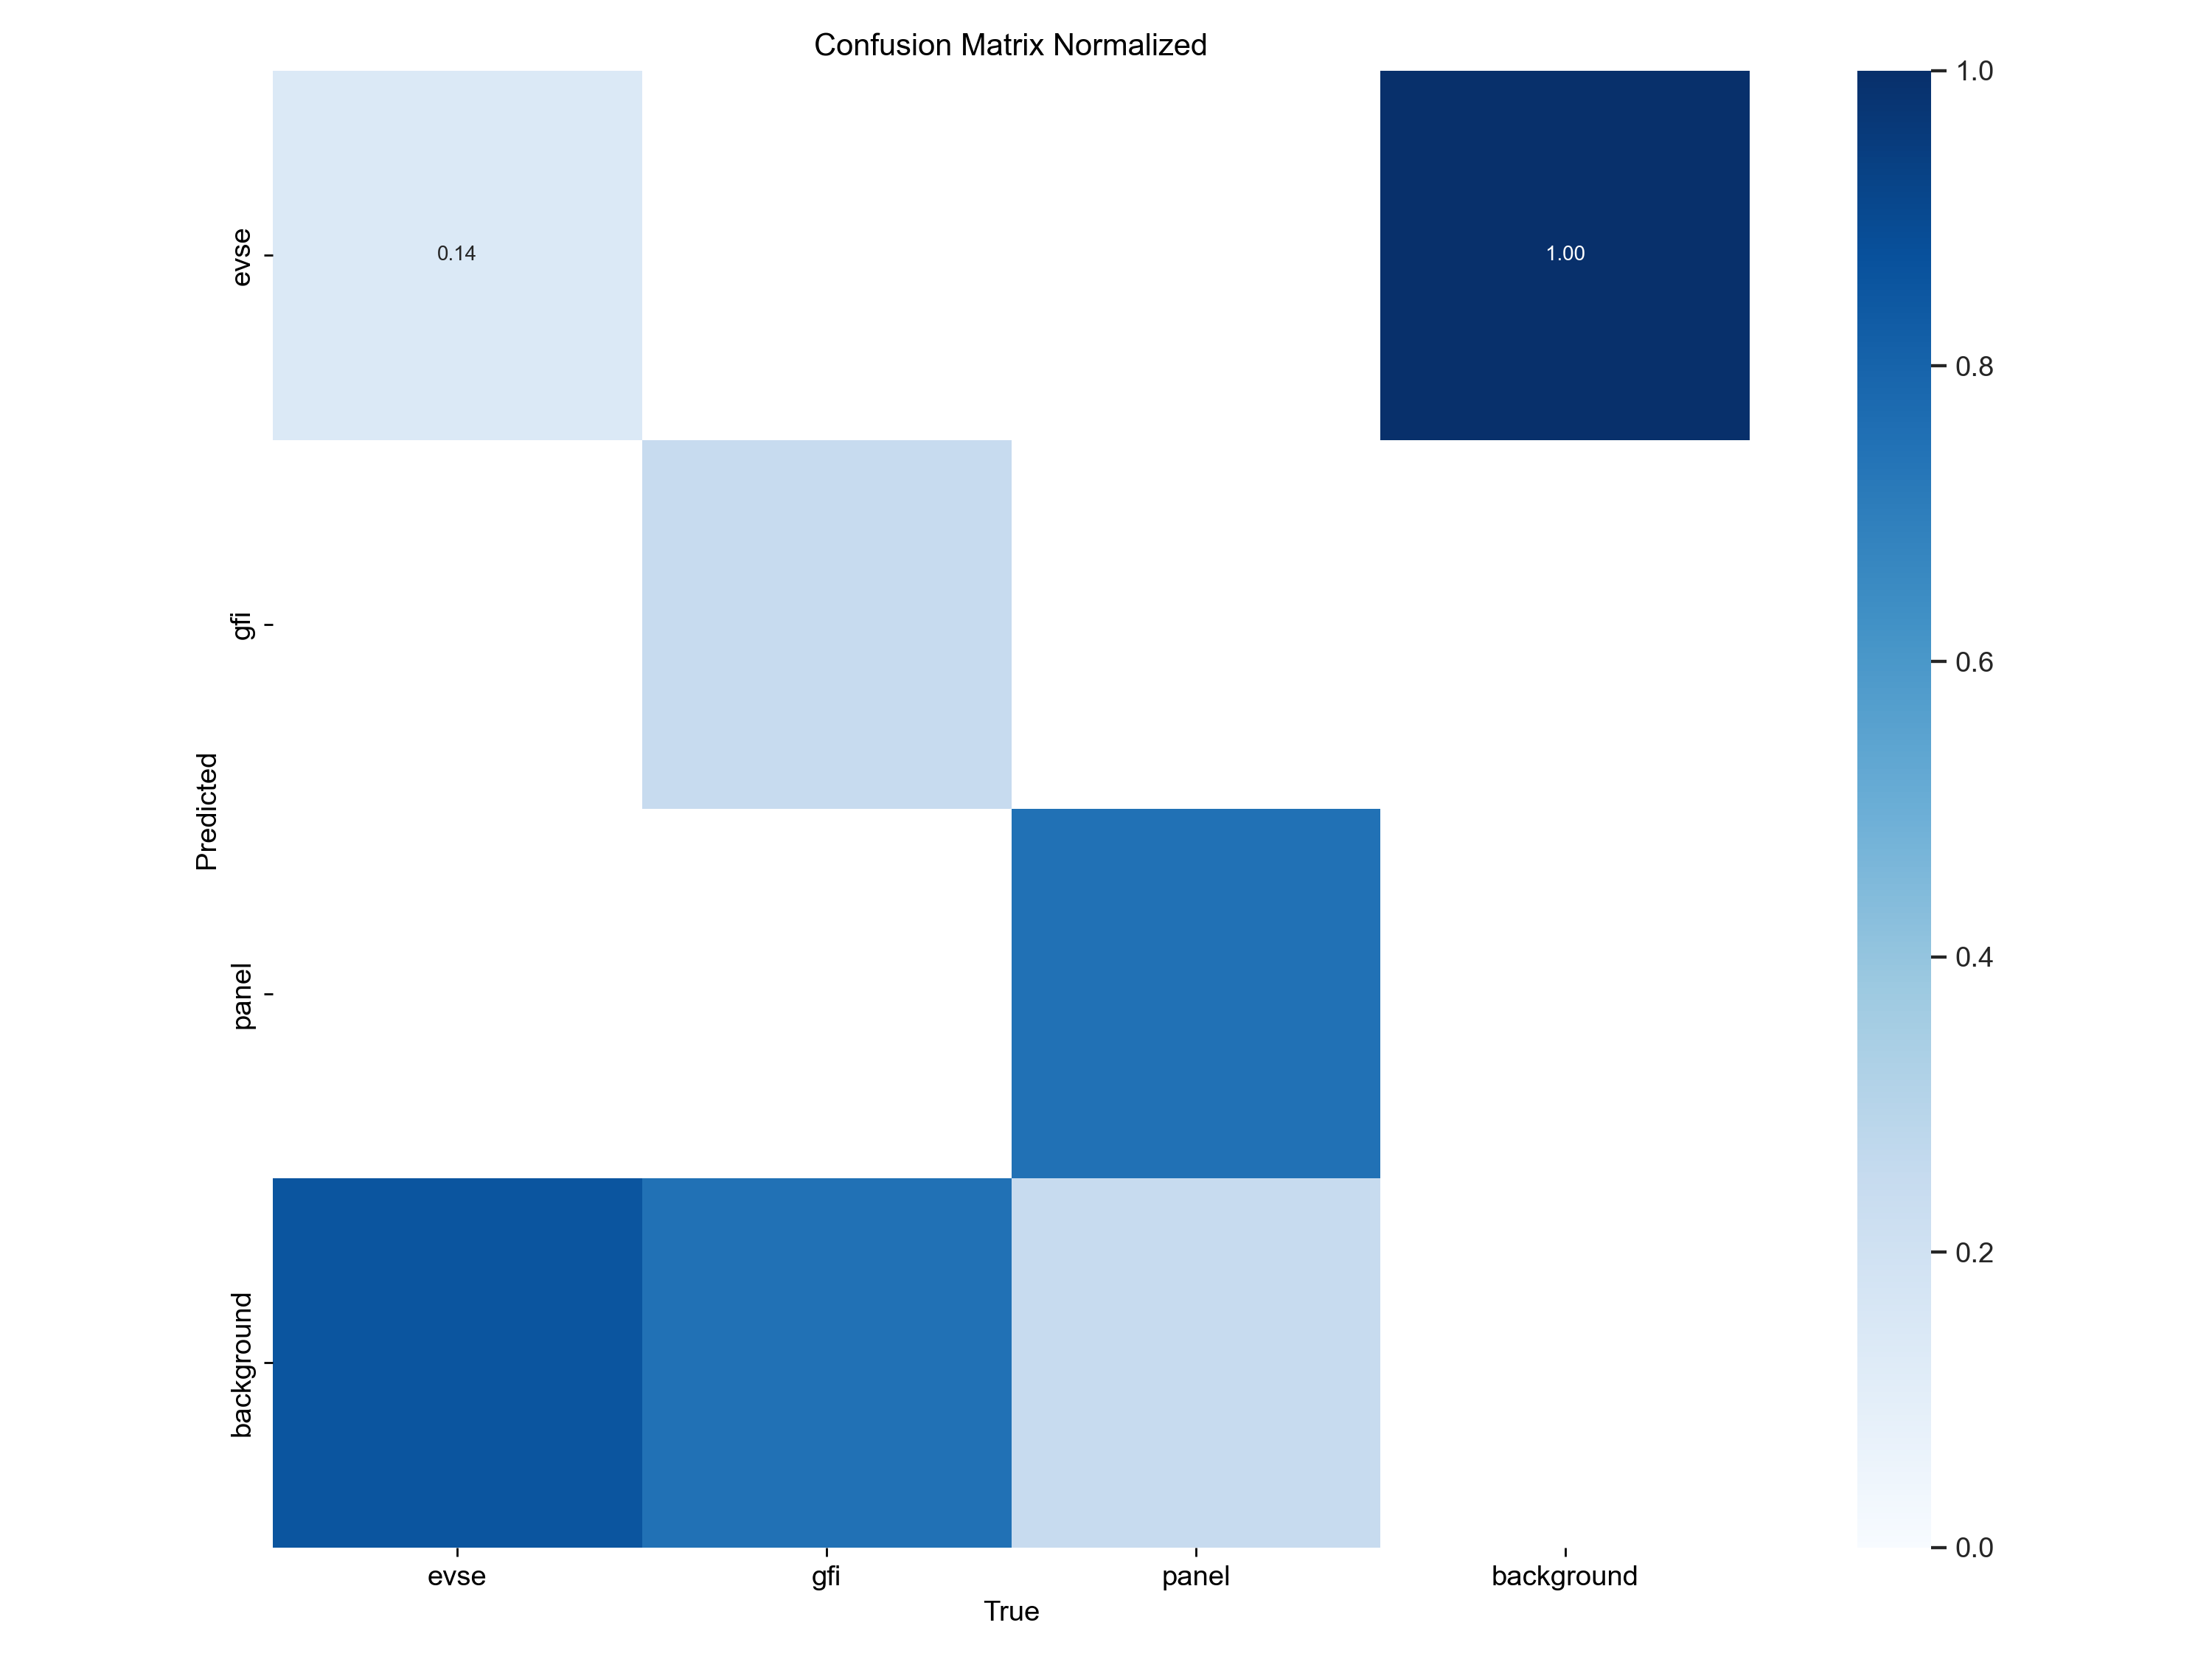 Confusion Matrix Normalized
evse
0.14
1.00
gfi
panel
background
Predicted
evse
gfi
panel
background
True
1.0
0.8
0.6
0.4
0.2
0.0